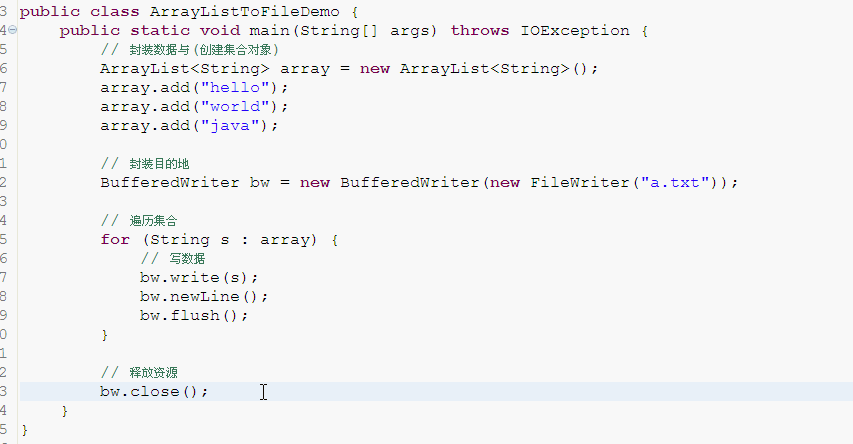 3 public class ArrayListToFileDemo {
4 public static void main(String[] args) throws IOException {
5 // 封装数据与(创建集合对象)
6 ArrayList<String> array = new ArrayList<String>();
7 array.add("hello");
8 array.add("world");
9 array.add("java");
0
1 // 封装目的地
2 BufferedWriter bw = new BufferedWriter(new FileWriter("a.txt"));
3
4 // 遍历集合
5 for (String s : array) {
6 // 写数据
7 bw.write(s);
8 bw.newLine();
9 bw.flush();
0 }
1
2 // 释放资源
3 bw.close();
4 }
5 }